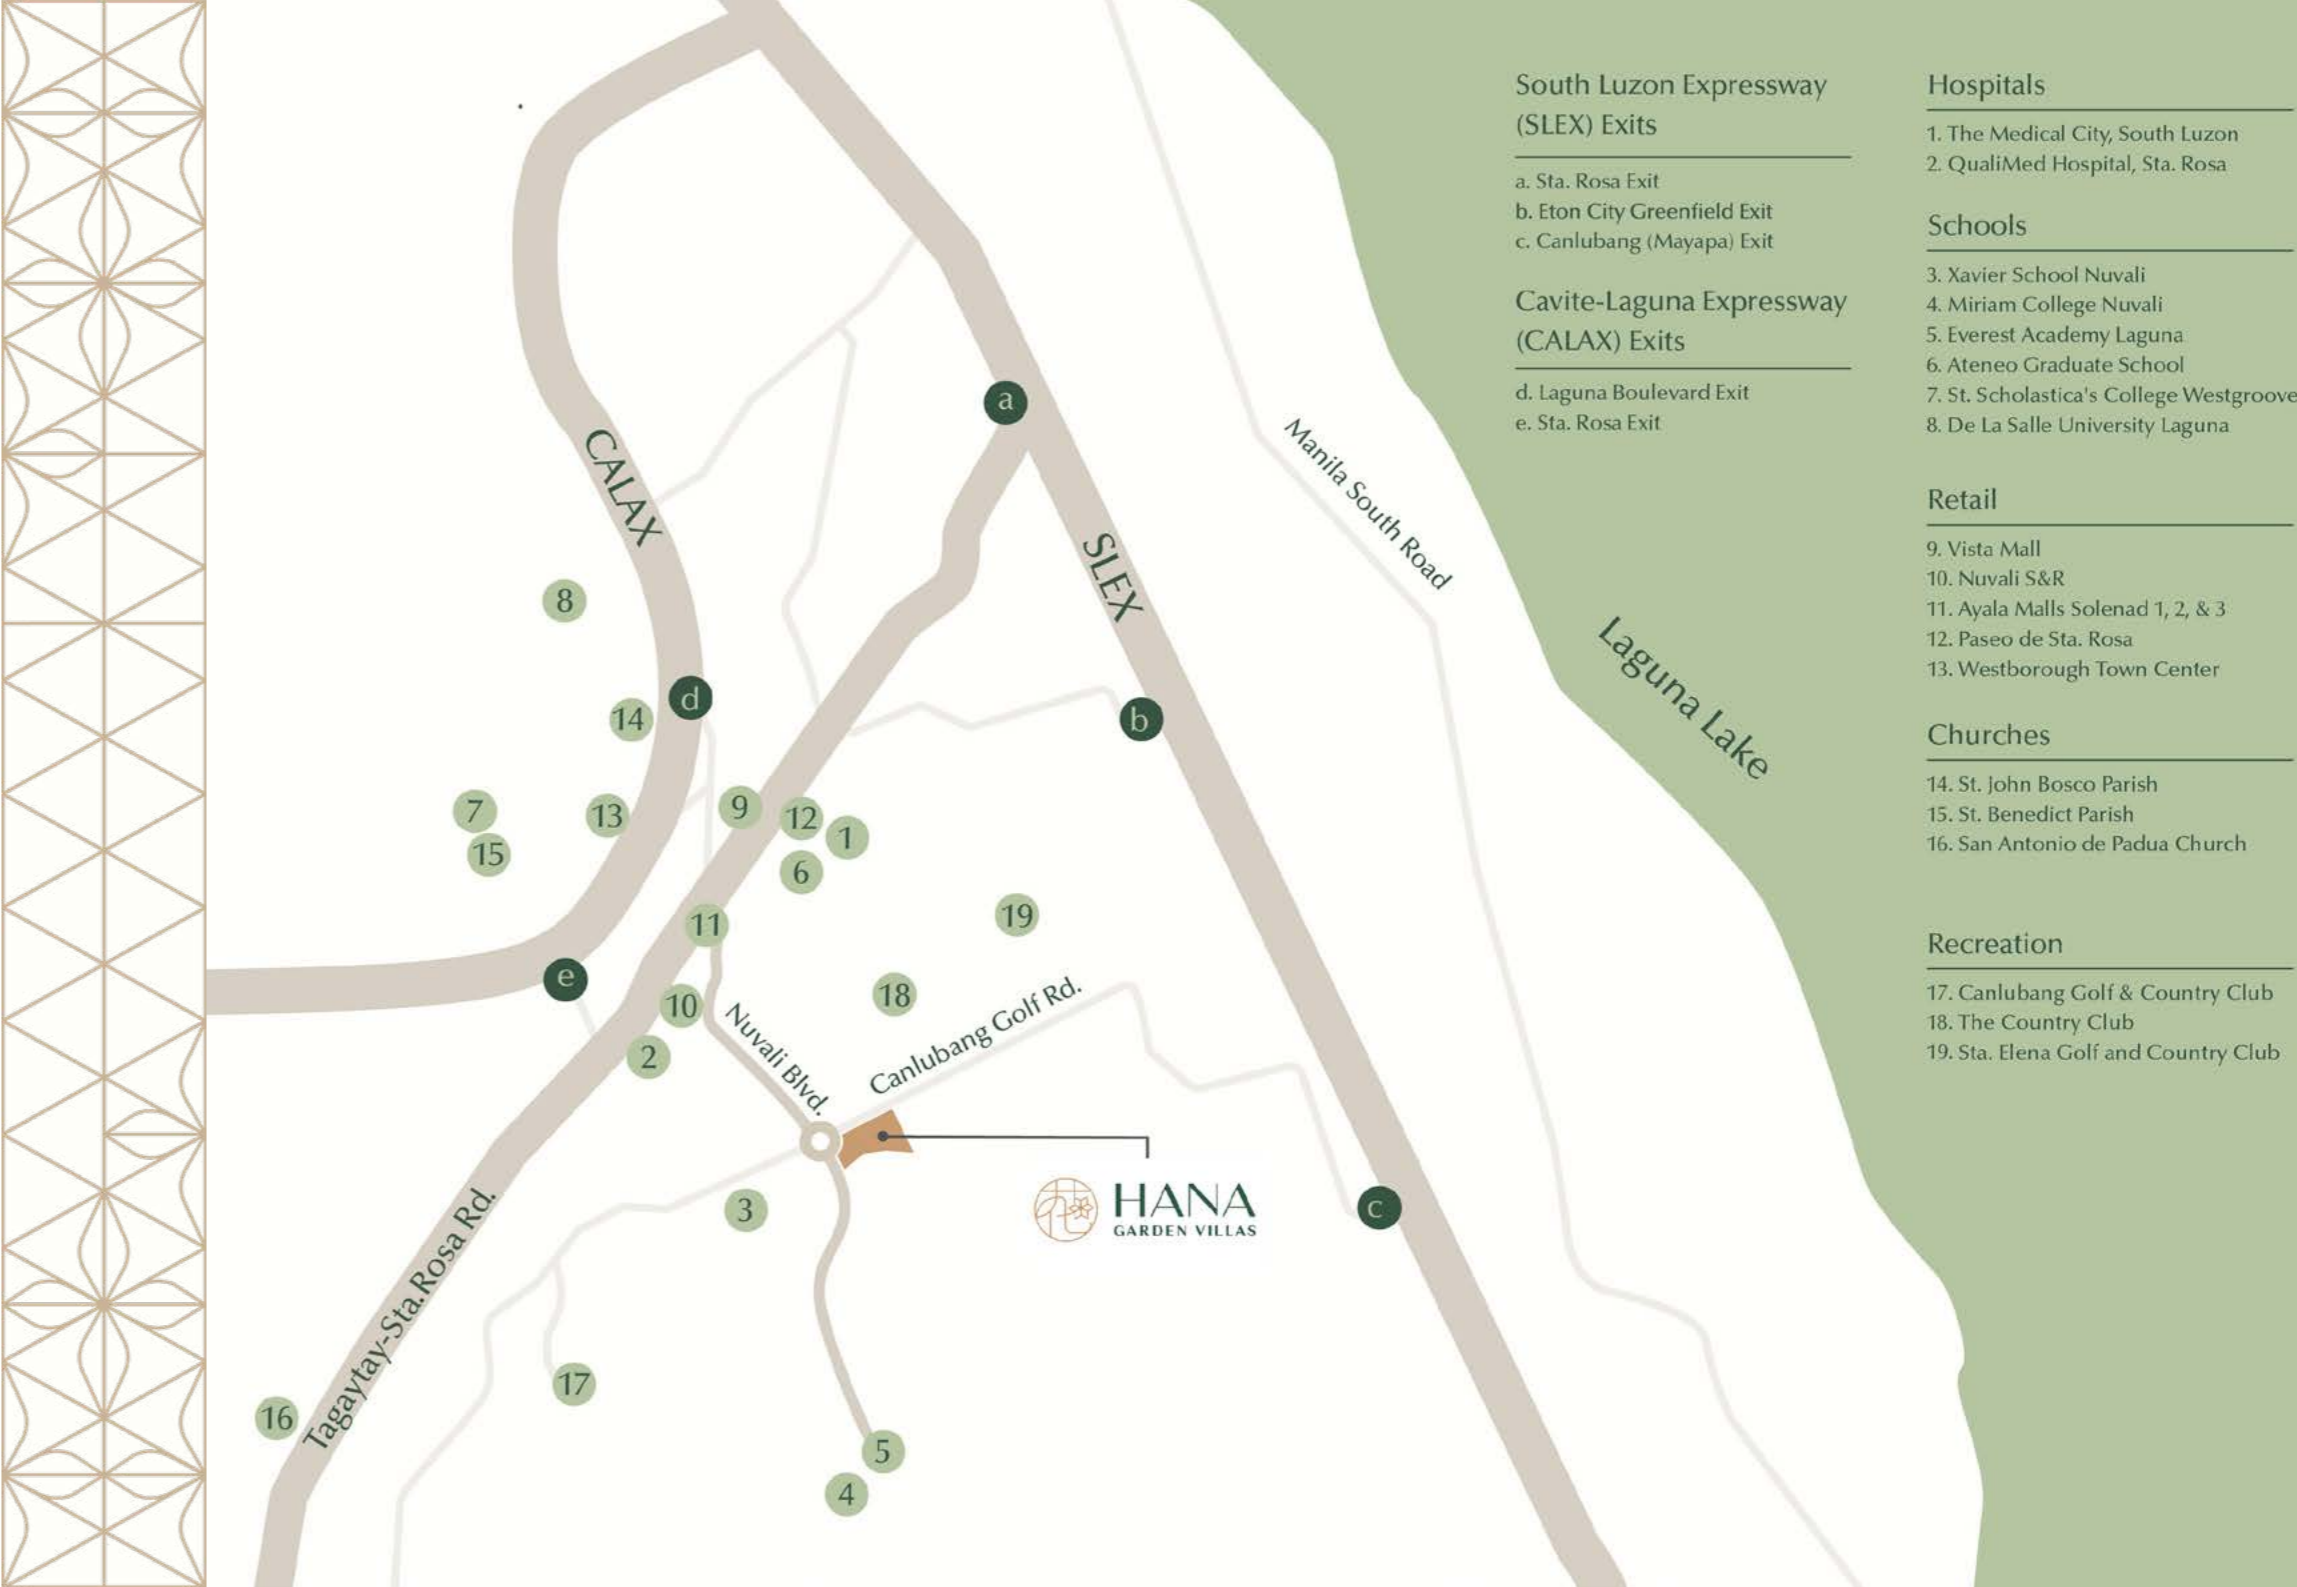 South Luzon Expressway
(SLEX) Exits
a. Sta. Rosa Exit
b. Eton City Greenfield Exit
c. Canlubang (Mayapa) Exit
Cavite-Laguna Expressway
(CALAX) Exits
d. Laguna Boulevard Exit
e. Sta. Rosa Exit
Hospitals
1. The Medical City, South Luzon
2. QualiMed Hospital, Sta. Rosa
Schools
3. Xavier School Nuvali
4. Miriam College Nuvali
5. Everest Academy Laguna
6. Ateneo Graduate School
7. St. Scholastica's College Westgroove
8. De La Salle University Laguna
Retail
9. Vista Mall
10. Nuvali S&R
11. Ayala Malls Solenad 1, 2, & 3
12. Paseo de Sta. Rosa
13. Westborough Town Center
Churches
14. St. John Bosco Parish
15. St. Benedict Parish
16. San Antonio de Padua Church
Recreation
17. Canlubang Golf & Country Club
18. The Country Club
19. Sta. Elena Golf and Country Club
a
CALAX
SLEX
Manila South Road
8
Laguna Lake
d
14
b
7
13
9
12
1
15
6
11
19
e
10
18
2
Nuvali Blvd.
Canlubang Golf Rd.
3
HANA
GARDEN VILLAS
c
Tagaytay-Sta.Rosa Rd.
17
16
5
4